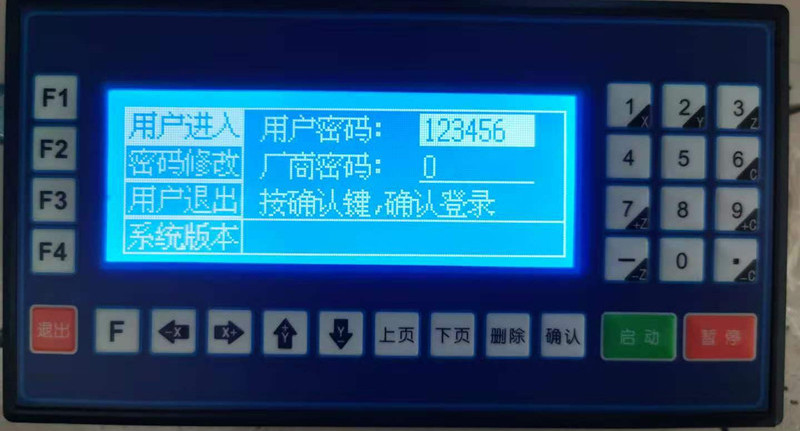 F1
F2
F3
F4
用户进入 用户密码： 123456
密码修改 厂商密码： 0
用户退出 按确认键,确认登录
系统版本
1 X 2 Y 3 Z
4 5 6 C
7 +Z 8 9 +C
— -Z 0 . -C
退出 F -X X+ +Y Y- 上页 下页 删除 确认 启动 暂停